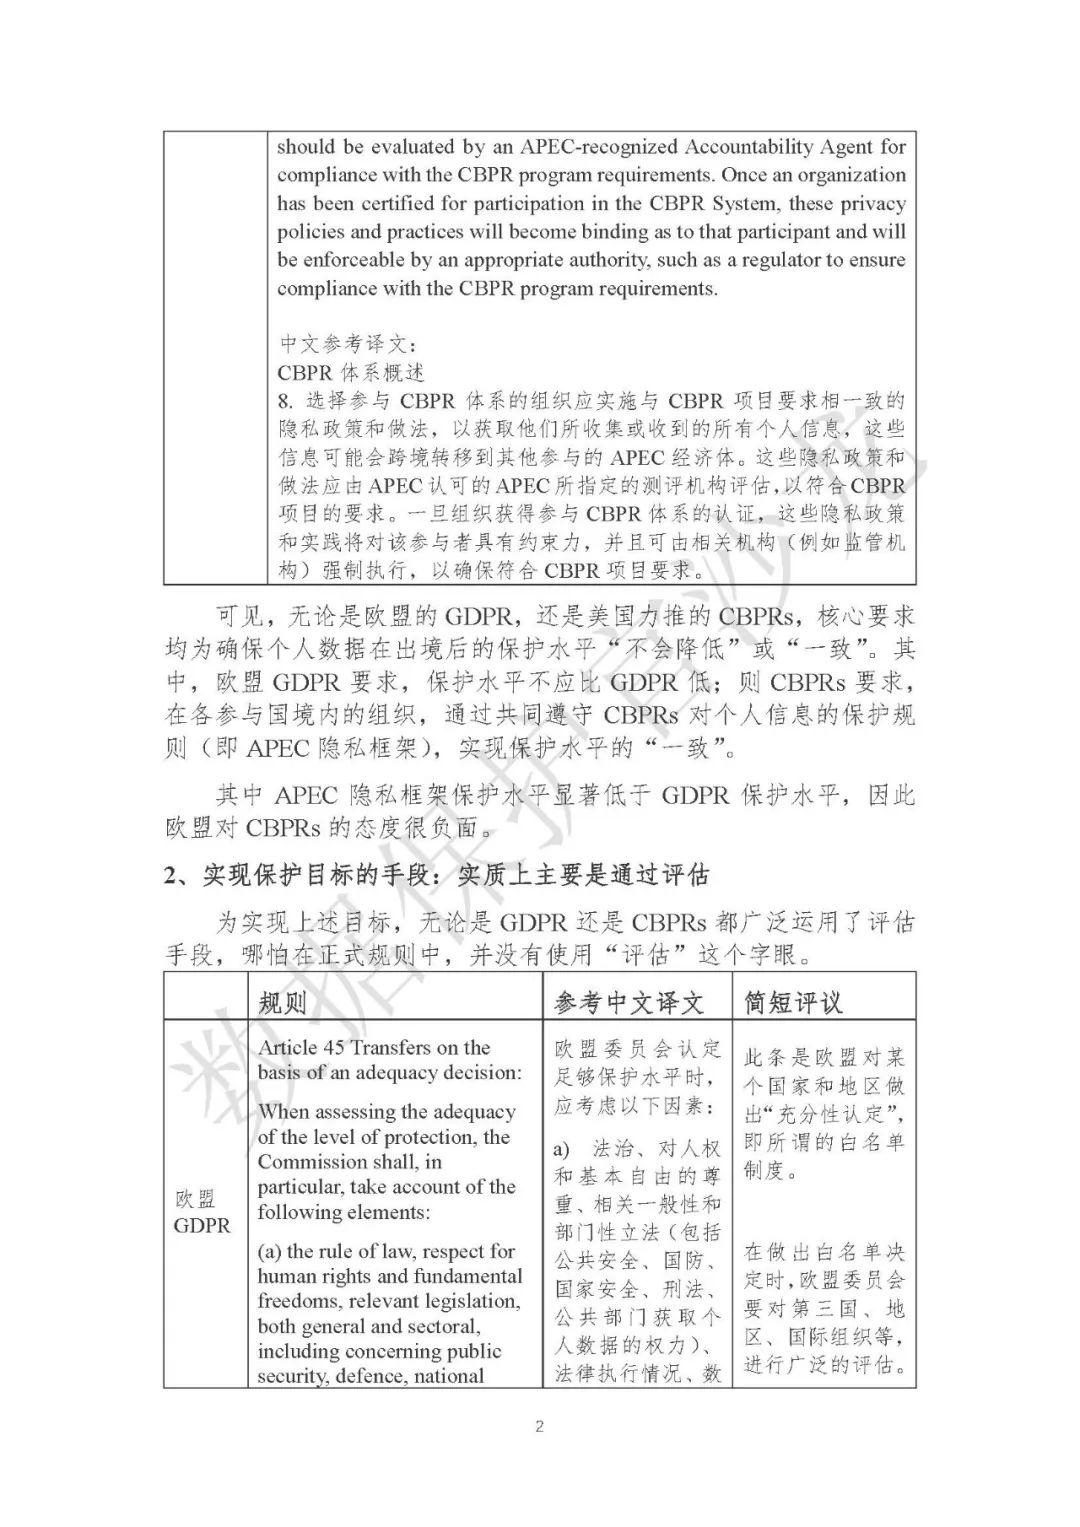 should be evaluated by an APEC-recognized Accountability Agent for
compliance with the CBPR program requirements. Once an organization
has been certified for participation in the CBPR System, these privacy
policies and practices will become binding as to that participant and will
be enforceable by an appropriate authority, such as a regulator to ensure
compliance with the CBPR program requirements.
中文参考译文：
CBPR 体系概述
8. 选择参与 CBPR 体系的组织应实施与 CBPR 项目要求相一致的
隐私政策和做法，以获取他们所收集或收到的所有个人信息，这些
信息可能会跨境转移到其他参与的 APEC 经济体。这些隐私政策和
做法应由 APEC 认可的 APEC 所指定的测评机构评估，以符合 CBPR
项目的要求。一旦组织获得参与 CBPR 体系的认证，这些隐私政策
和实践将对该参与者具有约束力，并且可由相关机构（例如监管机
构）强制执行，以确保符合 CBPR 项目要求。
可见，无论是欧盟的 GDPR，还是美国力推的 CBPRs，核心要求
均为确保个人数据在出境后的保护水平“不会降低”或“一致”。其
中，欧盟 GDPR 要求，保护水平不应比 GDPR 低；则 CBPRs 要求，
在各参与国境内的组织，通过共同遵守 CBPRs 对个人信息的保护规
则（即 APEC 隐私框架），实现保护水平的“一致”。
其中 APEC 隐私框架保护水平显著低于 GDPR 保护水平，因此
欧盟对 CBPRs 的态度很负面。
2、实现保护目标的手段：实质上主要是通过评估
为实现上述目标，无论是 GDPR 还是 CBPRs 都广泛运用了评估
手段，哪怕在正式规则中，并没有使用“评估”这个字眼。
规则
参考中文译文
简短评议
欧盟
GDPR
Article 45 Transfers on the
basis of an adequacy decision:
When assessing the adequacy
of the level of protection, the
Commission shall, in
particular, take account of the
following elements:
(a) the rule of law, respect for
human rights and fundamental
freedoms, relevant legislation,
both general and sectoral,
including concerning public
security, defence, national
欧盟委员会认定
足够保护水平时，
应考虑以下因素：
a) 法治、对人权
和基本自由的尊
重、相关一般性和
部门性立法（包括
公共安全、国防、
国家安全、刑法、
公共部门获取个
人数据的权力）、
法律执行情况、数
此条是欧盟对某
个国家和地区做
出“充分性认定”，
即所谓的白名单
制度。
在做出白名单决
定时，欧盟委员会
要对第三国、地
区、国际组织等，
进行广泛的评估。
2
数据保护官沙龙